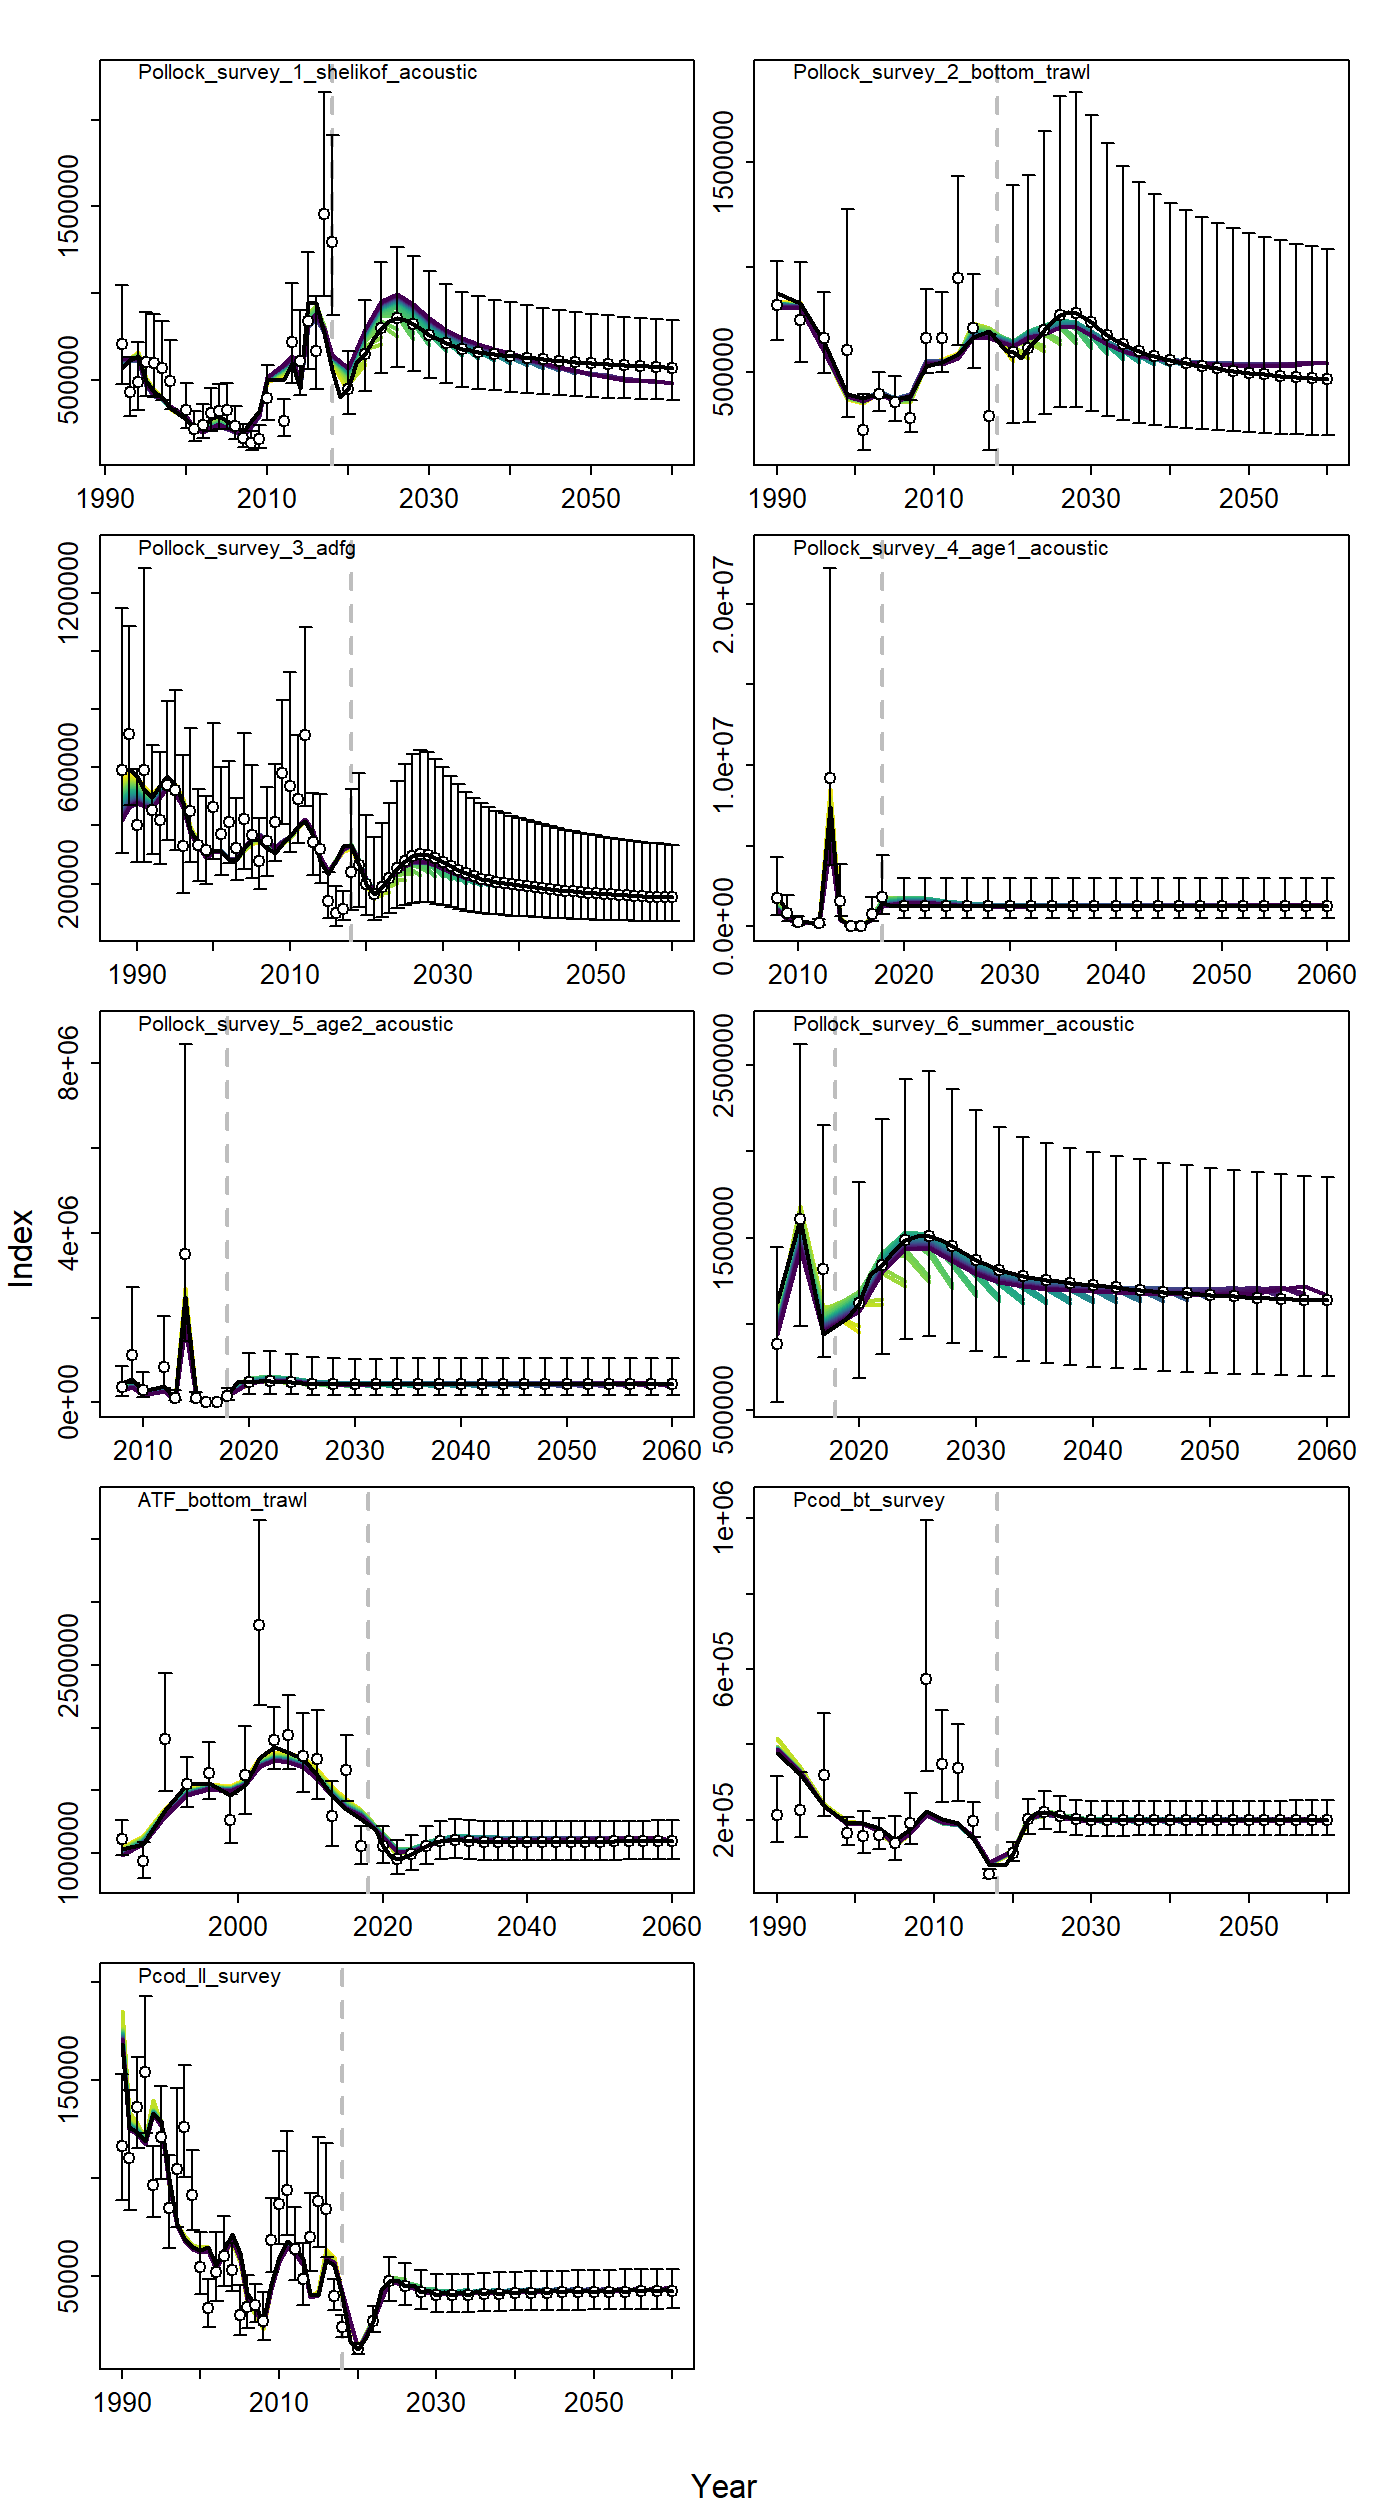 Pollock_survey_1_shelikof_acoustic
500000 1500000
1990 2010 2030 2050
Pollock_survey_2_bottom_trawl
500000 1500000
1990 2010 2030 2050
Pollock_survey_3_adfg
200000 600000 1200000
1990 2010 2030 2050
Pollock_survey_4_age1_acoustic
0.0e+00 1.0e+07 2.0e+07
2010 2020 2030 2040 2050 2060
Pollock_survey_5_age2_acoustic
0e+00 4e+06 8e+06
2010 2020 2030 2040 2050 2060
Pollock_survey_6_summer_acoustic
500000 1500000 2500000
2020 2030 2040 2050 2060
ATF_bottom_trawl
1000000 2500000
2000 2020 2040 2060
Pcod_bt_survey
2e+05 6e+05 1e+06
1990 2010 2030 2050
Pcod_ll_survey
50000 150000
1990 2010 2030 2050
Index
Year